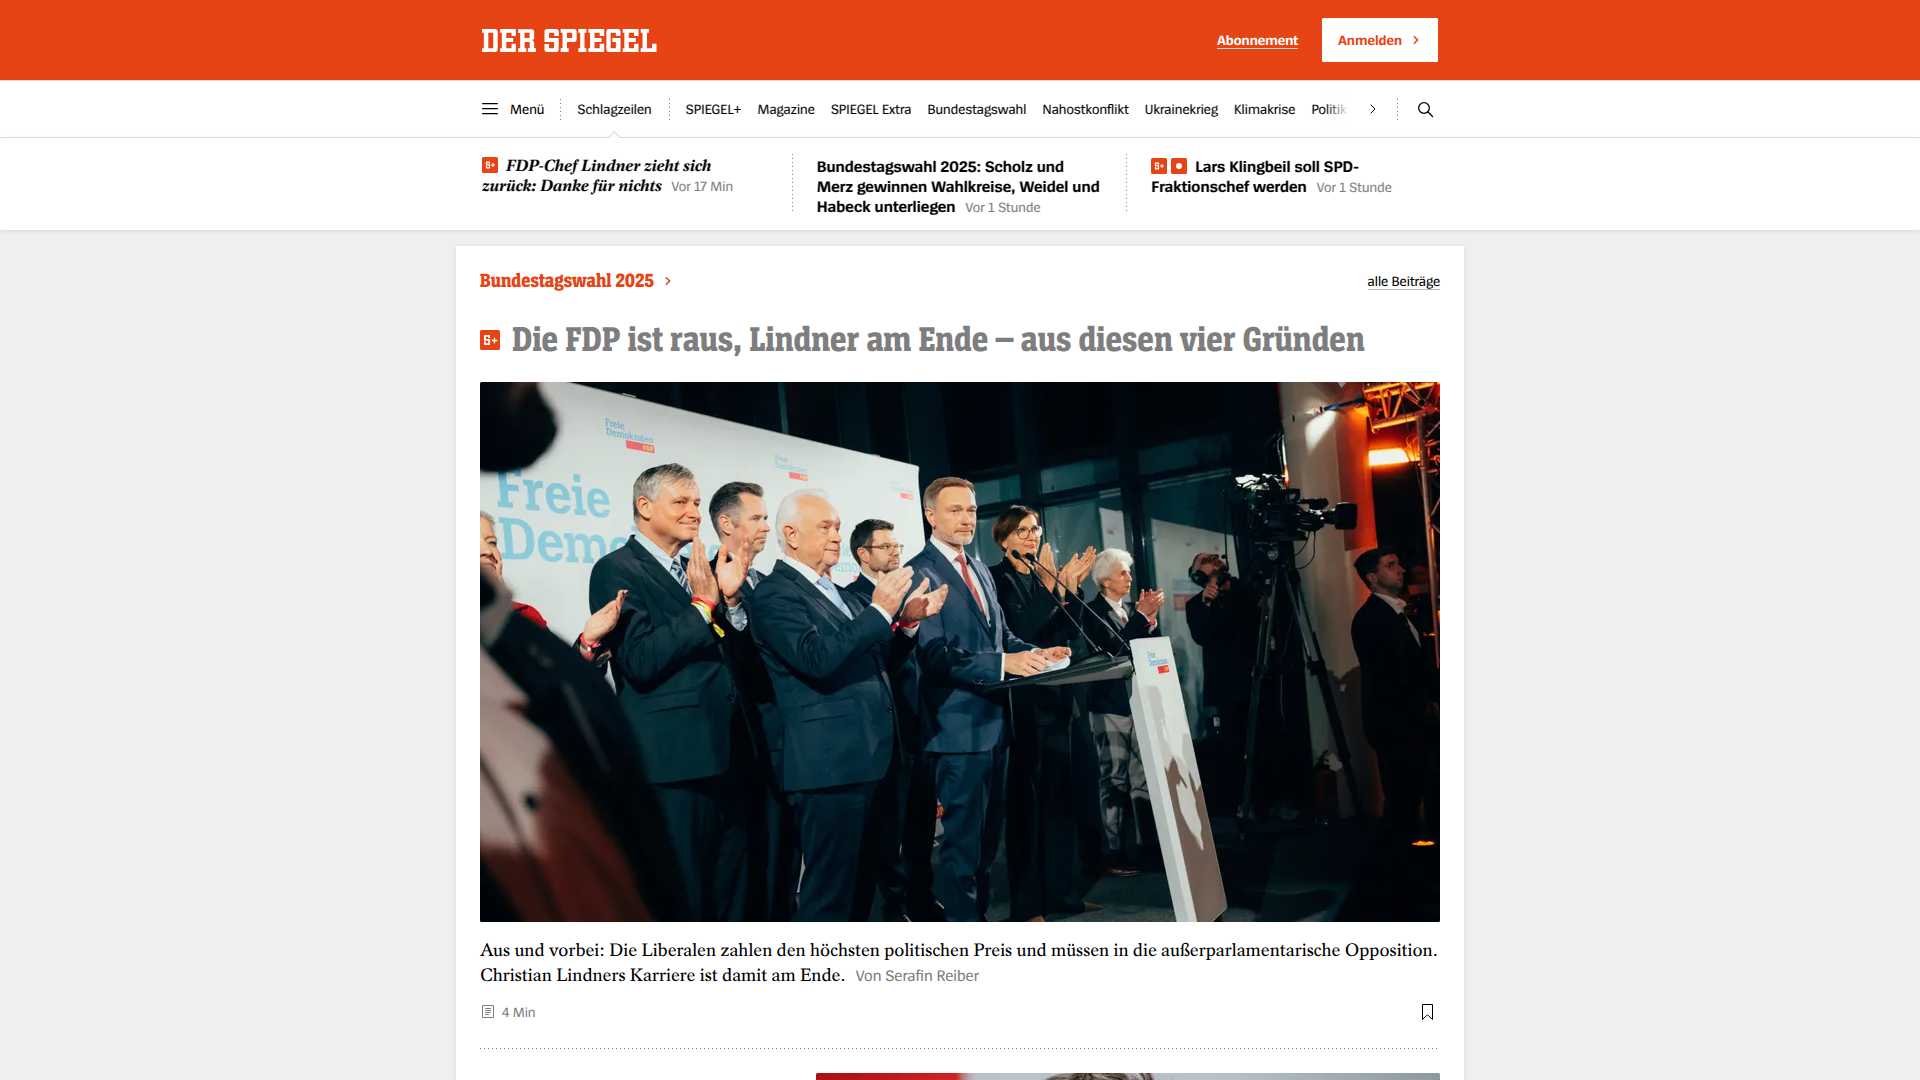 DER SPIEGEL
Abonnement
Anmelden
Menü
Schlagzeilen
SPIEGEL+
Magazine
SPIEGEL Extra
Bundestagswahl
Nahostkonflikt
Ukrainekrieg
Klimakrise
Politik
S+ FDP-Chef Lindner zieht sich
zurück: Danke für nichts Vor 17 Min
Bundestagswahl 2025: Scholz und
Merz gewinnen Wahlkreise, Weidel und
Habeck unterliegen Vor 1 Stunde
S+ Lars Klingbeil soll SPD-
Fraktionschef werden Vor 1 Stunde
Bundestagswahl 2025
alle Beiträge
S+ Die FDP ist raus, Lindner am Ende – aus diesen vier Gründen
Freie
Demokraten
FDP
Freie
Demo
Freie
Demokraten
Aus und vorbei: Die Liberalen zahlen den höchsten politischen Preis und müssen in die außerparlamentarische Opposition.
Christian Lindners Karriere ist damit am Ende. Von Serafin Reiber
4 Min